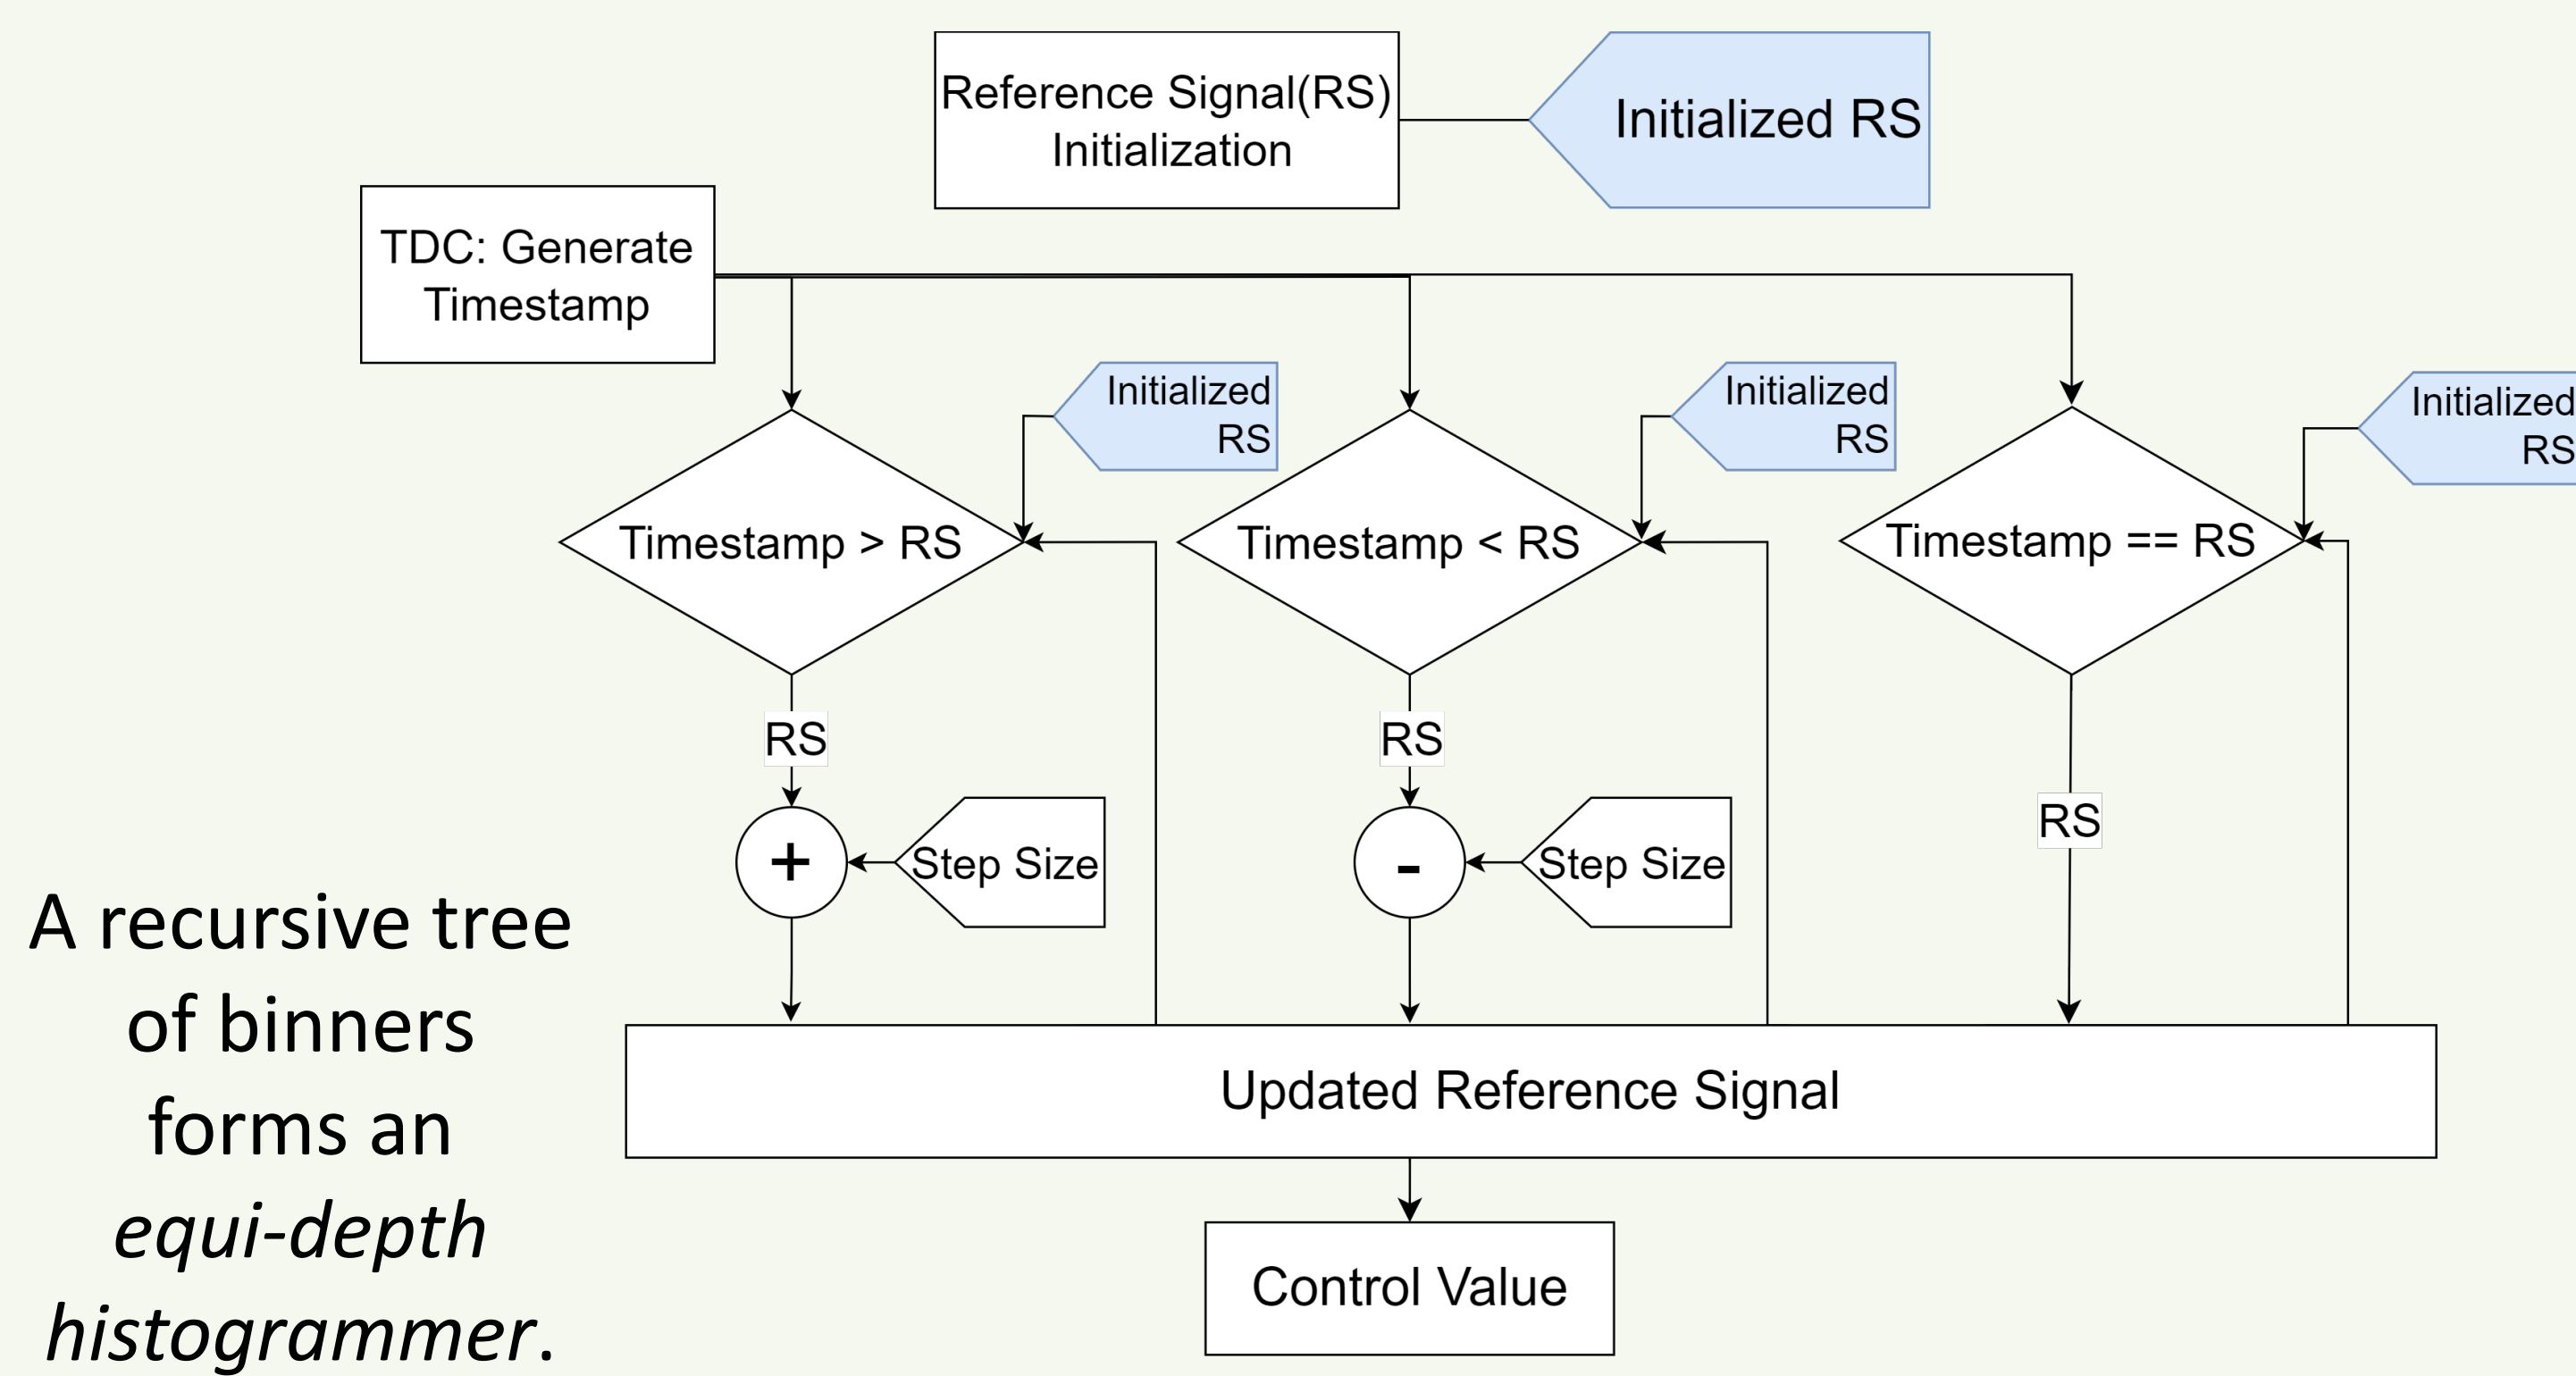 Reference Signal(RS)
Initialization
Initialized RS
TDC: Generate
Timestamp
Initialized
RS
Initialized
RS
Initialized
RS
Timestamp > RS
Timestamp < RS
Timestamp == RS
RS
RS
RS
+
Step Size
-
Step Size
Updated Reference Signal
Control Value
A recursive tree
of binners
forms an
equi-depth
histogrammer.